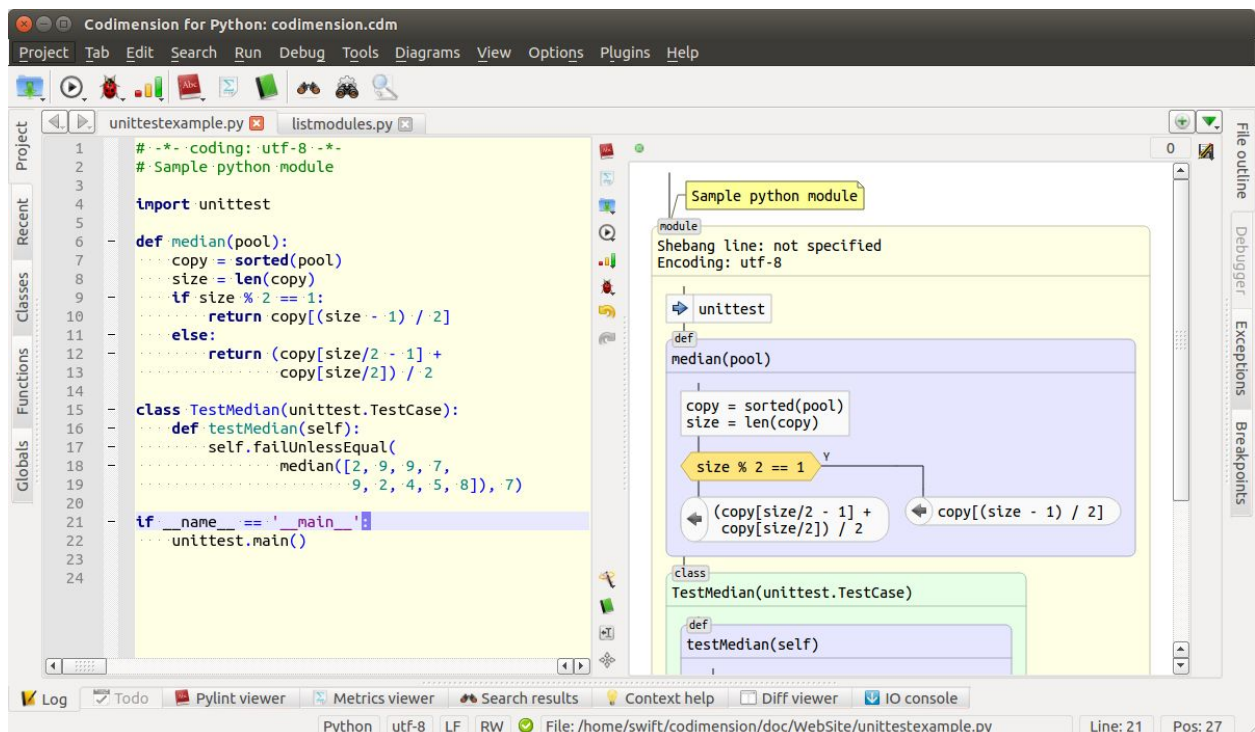 Codimension for Python: codimension.cdm
Project Tab Edit Search Run Debug Tools Diagrams View Options Plugins Help
Abc
Σ
unittestexample.py
listmodules.py
Project
Recent
Classes
Functions
Globals
1 # -*- coding: utf-8 -*-
2 # Sample python module
3
4 import unittest
5
6 - def median(pool):
7 copy = sorted(pool)
8 size = len(copy)
9 - if size % 2 == 1:
10 return copy[(size - 1) / 2]
11 - else:
12 - return (copy[size/2 - 1] +
13 copy[size/2]) / 2
14
15 - class TestMedian(unittest.TestCase):
16 - def testMedian(self):
17 - self.failUnlessEqual(
18 - median([2, 9, 9, 7,
19 9, 2, 4, 5, 8]), 7)
20
21 - if __name__ == '__main__':
22 unittest.main()
23
24
0
Sample python module
module
Shebang line: not specified
Encoding: utf-8
unittest
def
median(pool)
copy = sorted(pool)
size = len(copy)
size % 2 == 1
Y
(copy[size/2 - 1] +
copy[size/2]) / 2
copy[(size - 1) / 2]
class
TestMedian(unittest.TestCase)
def
testMedian(self)
File outline
Debugger
Exceptions
Breakpoints
Log Todo Pylint viewer Metrics viewer Search results Context help Diff viewer IO console
Python utf-8 LF RW File: /home/swift/codimension/doc/WebSite/unittestexample.py Line: 21 Pos: 27